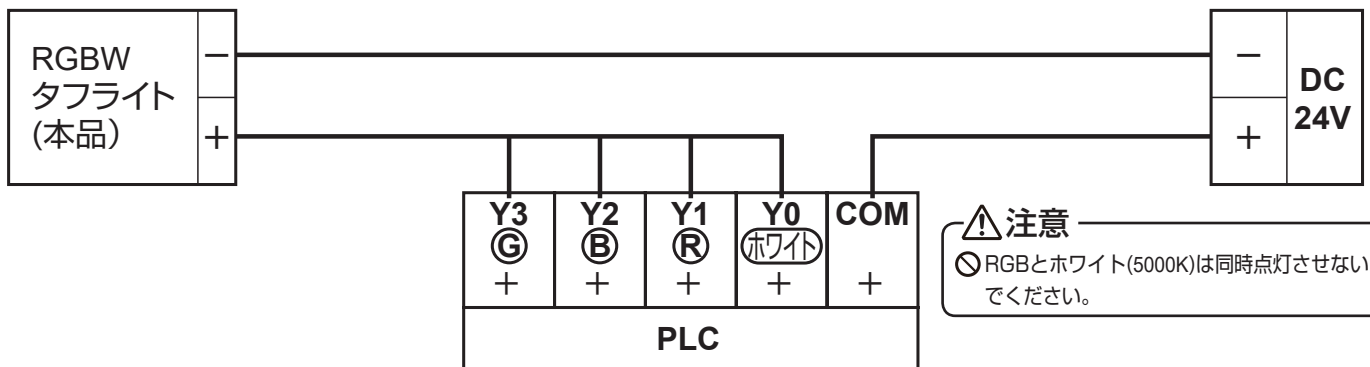 RGBW
タフライト
(本品)
−
+
−
+
DC
24V
Y3
G
+
Y2
B
+
Y1
R
+
Y0
ホワイト
+
COM
+
PLC
注意
RGBとホワイト(5000K)は同時点灯させない
でください。